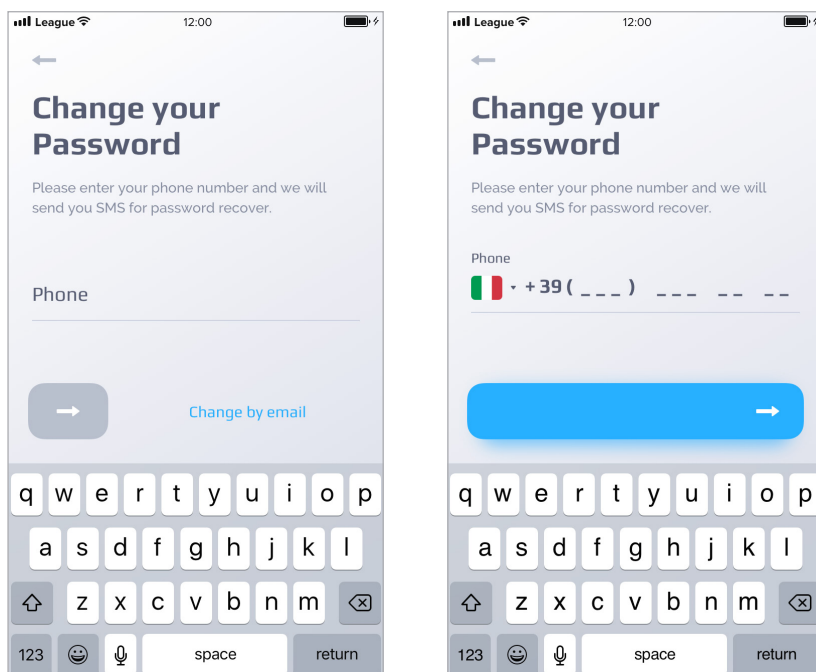 League 12:00
Change your
Password
Please enter your phone number and we will
send you SMS for password recover.
Phone
Change by email
q w e r t y u i o p
a s d f g h j k l
z x c v b n m
123 space return
League 12:00
Change your
Password
Please enter your phone number and we will
send you SMS for password recover.
Phone
+ 39 ( _ _ _ ) _ _ _ _ _ _ _
q w e r t y u i o p
a s d f g h j k l
z x c v b n m
123 space return